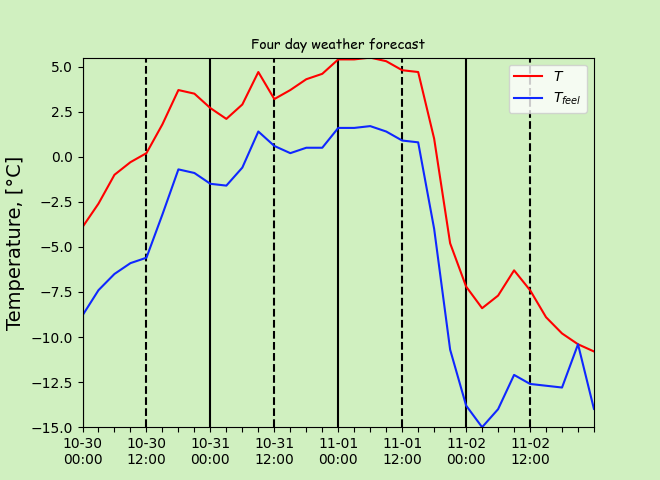 Four day weather forecast
Temperature, [°C]
5.0
2.5
0.0
−2.5
−5.0
−7.5
−10.0
−12.5
−15.0
T
T_feel
10-30 10-30 10-31 10-31 11-01 11-01 11-02 11-02
00:00 12:00 00:00 12:00 00:00 12:00 00:00 12:00